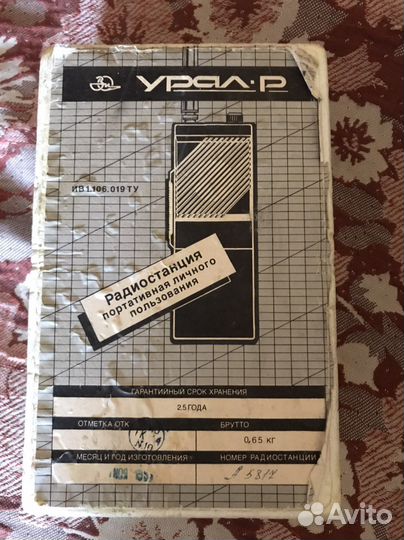 УРАЛ·Р
ИВ1.106.019 ТУ
Радиостанция
портативная личного
пользования
ГАРАНТИЙНЫЙ СРОК ХРАНЕНИЯ
2.5 ГОДА
ОТМЕТКА ОТК
БРУТТО
0,65 КГ
МЕСЯЦ И ГОД ИЗГОТОВЛЕНИЯ
НОМЕР РАДИОСТАНЦИИ
Avito